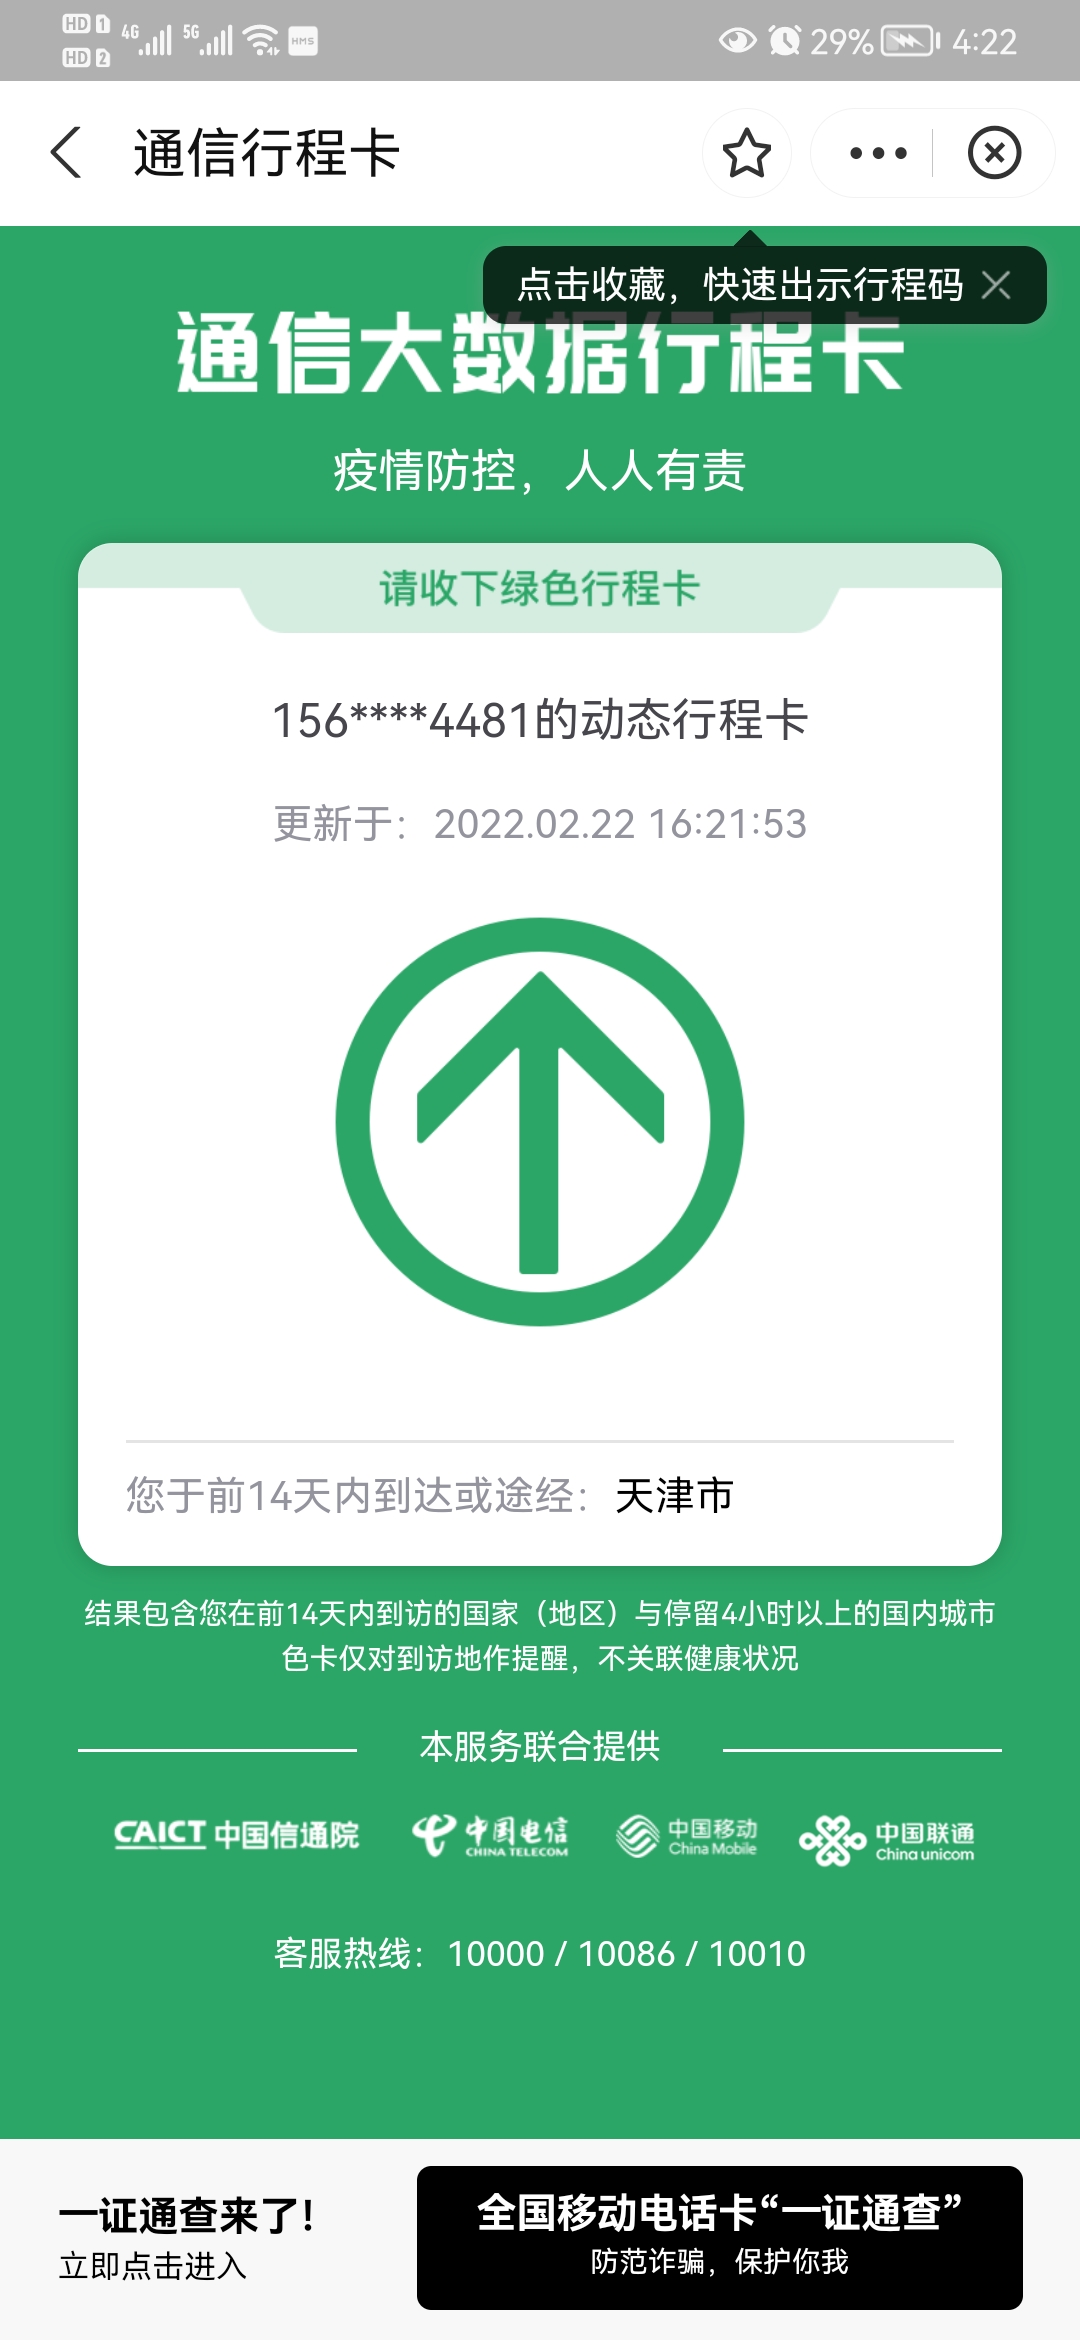 HD 1 4G 5G HMS 29% 4:22
HD 2
通信行程卡
点击收藏，快速出示行程码
通信大数据行程卡
疫情防控，人人有责
请收下绿色行程卡
156****4481的动态行程卡
更新于：2022.02.22 16:21:53
您于前14天内到达或途经：天津市
结果包含您在前14天内到访的国家（地区）与停留4小时以上的国内城市
色卡仅对到访地作提醒，不关联健康状况
本服务联合提供
CAICT 中国信通院 中国电信 CHINA TELECOM 中国移动 China Mobile 中国联通 China unicom
客服热线：10000 / 10086 / 10010
一证通查来了！
立即点击进入
全国移动电话卡“一证通查”
防范诈骗，保护你我